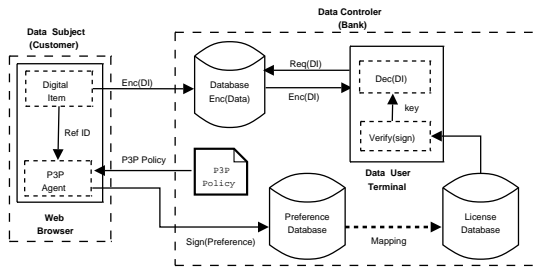 Data Controler
(Bank)
Data Subject
(Customer)
Digital
Item
Enc(DI)
Database
Enc(Data)
Req(DI)
Enc(DI)
Dec(DI)
key
Verify(sign)
Ref ID
P3P Policy
P3P
Policy
P3P
Agent
Data User
Terminal
Web
Browser
Sign(Preference)
Preference
Database
Mapping
License
Database